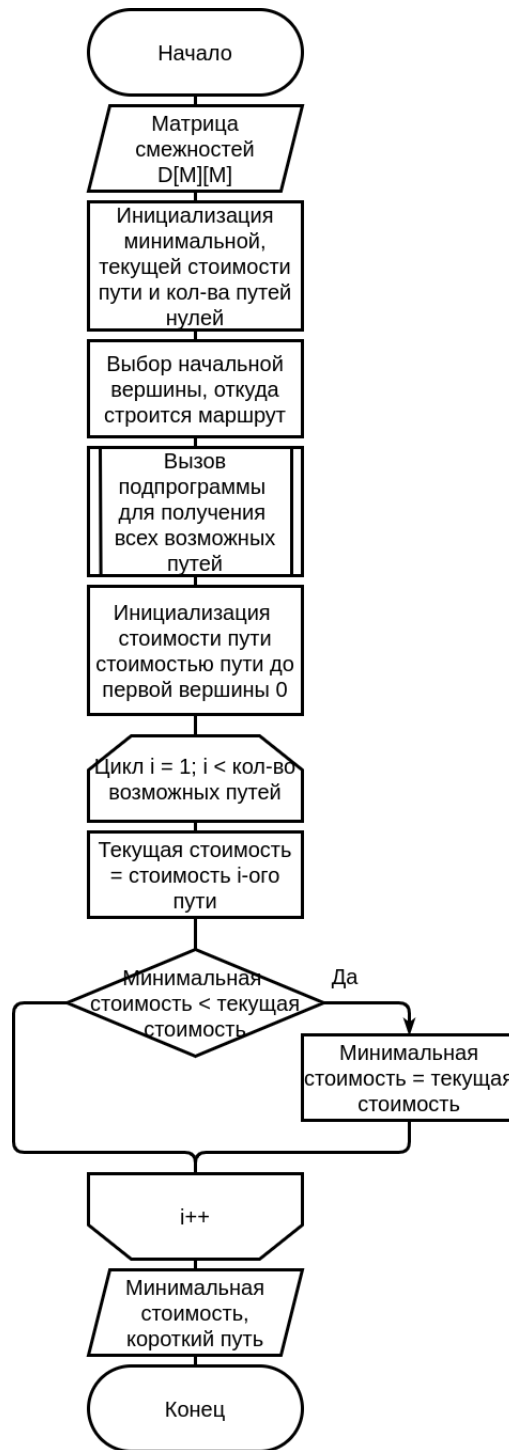 Начало
Матрица
смежностей
D[M][M]
Инициализация
минимальной,
текущей стоимости
пути и кол-ва путей
нулей
Выбор начальной
вершины, откуда
строится маршрут
Вызов
подпрограммы
для получения
всех возможных
путей
Инициализация
стоимости пути
стоимостью пути до
первой вершины 0
Цикл i = 1; i < кол-во
возможных путей
Текущая стоимость
= стоимость i-ого
пути
Минимальная
стоимость < текущая
стоимость
Да
Минимальная
стоимость = текущая
стоимость
i++
Минимальная
стоимость,
короткий путь
Конец